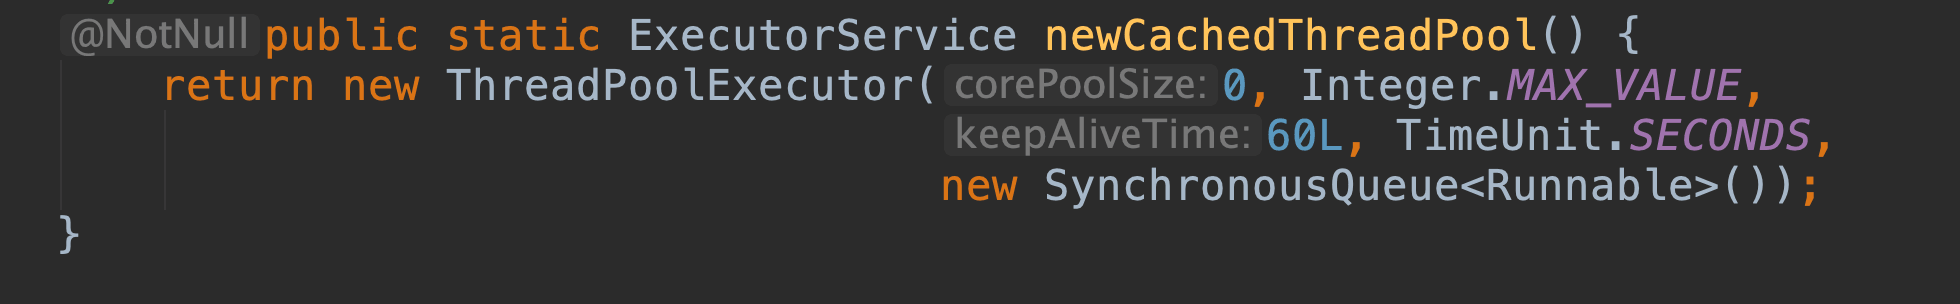 @NotNull public static ExecutorService newCachedThreadPool() {
return new ThreadPoolExecutor( corePoolSize: 0, Integer.MAX_VALUE,
keepAliveTime: 60L, TimeUnit.SECONDS,
new SynchronousQueue<Runnable>());
}